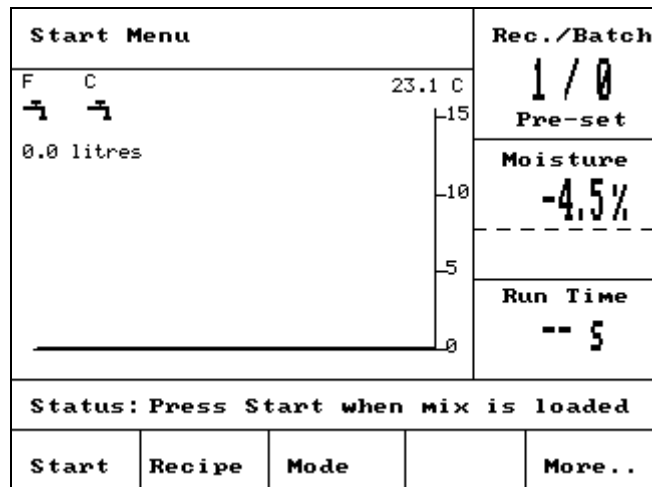 Start Menu
Rec./Batch
1 / 0
Pre-set
F C
23.1 C
0.0 litres
15
10
5
0
Moisture
-4.5%
Run Time
-- s
Status: Press Start when mix is loaded
Start Recipe Mode More..